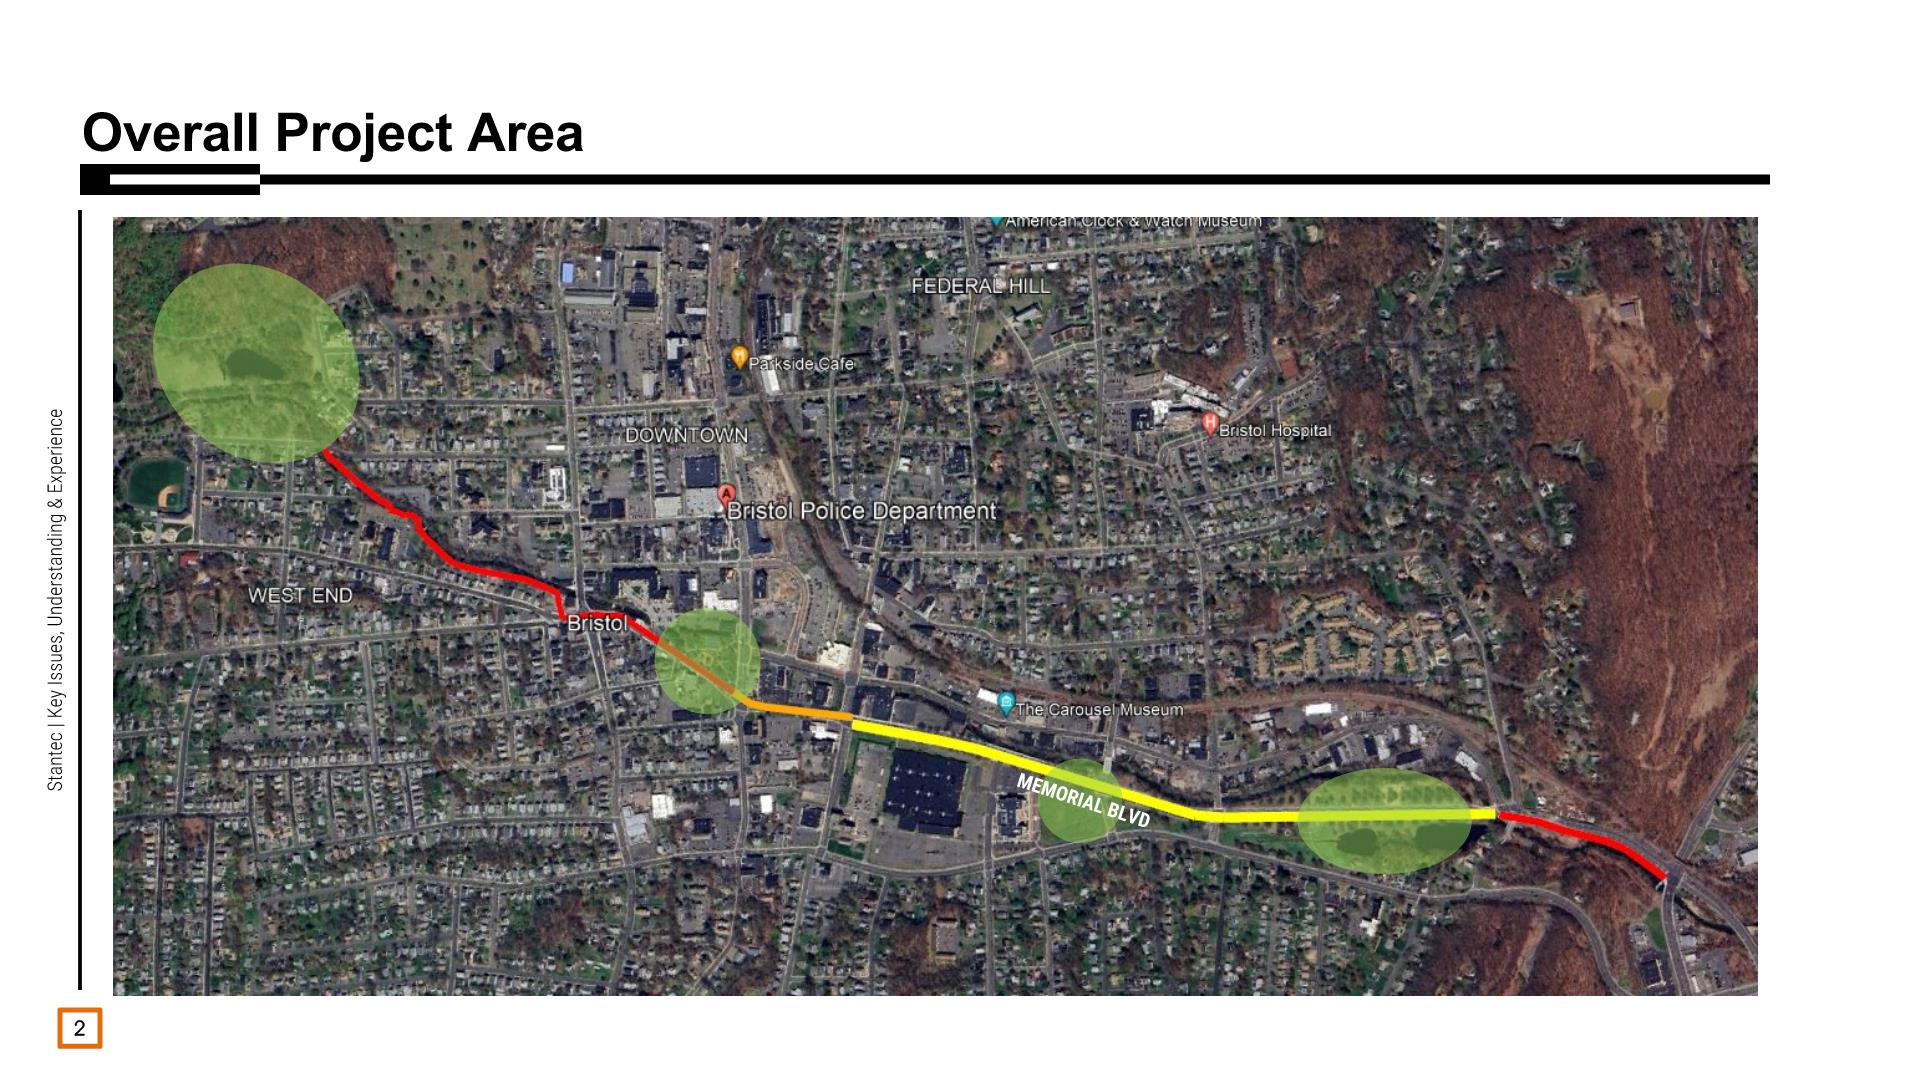 Overall Project Area
American Clock & Watch Museum
FEDERAL HILL
Parkside Cafe
DOWNTOWN
H
Bristol Hospital
A
Bristol Police Department
WEST END
Bristol
The Carousel Museum
MEMORIAL BLVD
Stantec | Key Issues, Understanding & Experience
2